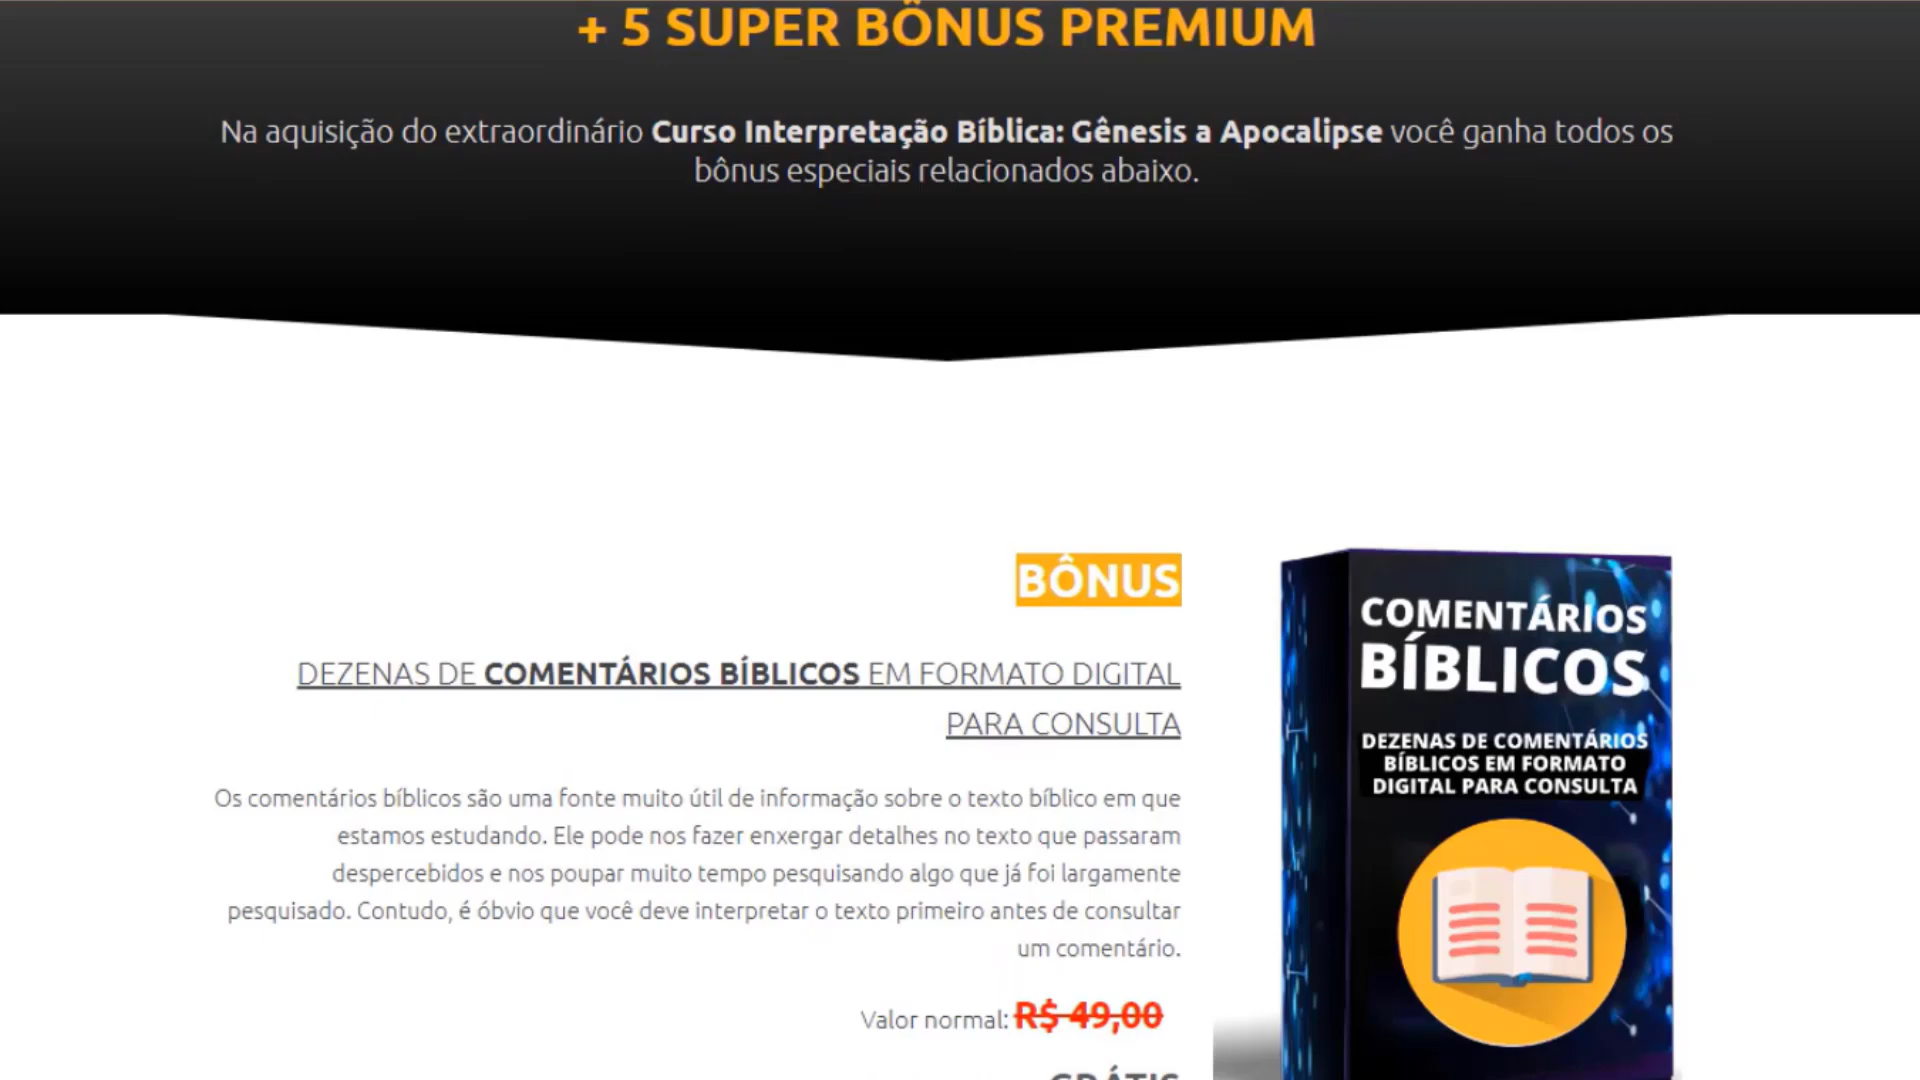 + 5 SUPER BÔNUS PREMIUM
Na aquisição do extraordinário Curso Interpretação Bíblica: Gênesis a Apocalipse você ganha todos os
bônus especiais relacionados abaixo.
BÔNUS
DEZENAS DE COMENTÁRIOS BÍBLICOS EM FORMATO DIGITAL
PARA CONSULTA
Os comentários bíblicos são uma fonte muito útil de informação sobre o texto bíblico em que
estamos estudando. Ele pode nos fazer enxergar detalhes no texto que passaram
despercebidos e nos poupar muito tempo pesquisando algo que já foi largamente
pesquisado. Contudo, é óbvio que você deve interpretar o texto primeiro antes de consultar
um comentário.
Valor normal: R$ 49,00
GRÁTIS
COMENTÁRIOS
BÍBLICOS
DEZENAS DE COMENTÁRIOS
BÍBLICOS EM FORMATO
DIGITAL PARA CONSULTA